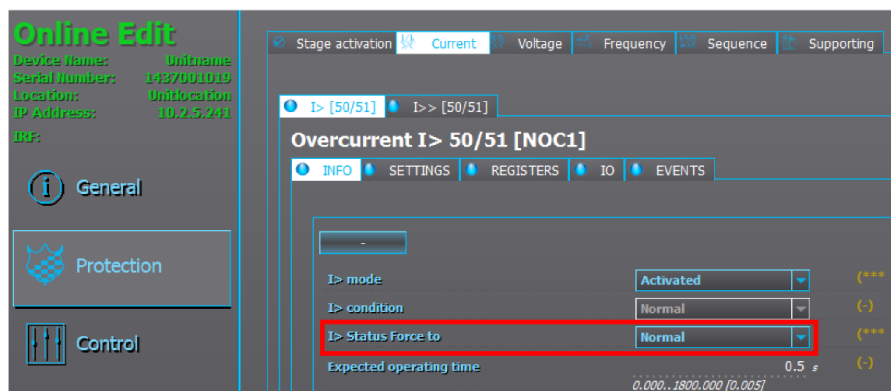 Online Edit
Device Name: Unitname
Serial Number: 1437001019
Location: Unitlocation
IP Address: 10.2.5.241
IRF:
General
Protection
Control
Stage activation Current Voltage Frequency Sequence Supporting
I> [50/51] I>> [50/51]
Overcurrent I> 50/51 [NOC1]
INFO SETTINGS REGISTERS IO EVENTS
-
I> mode Activated (***
I> condition Normal (-)
I> Status Force to Normal (***
Expected operating time 0.5 s (-)
0.000..1800.000 [0.005]